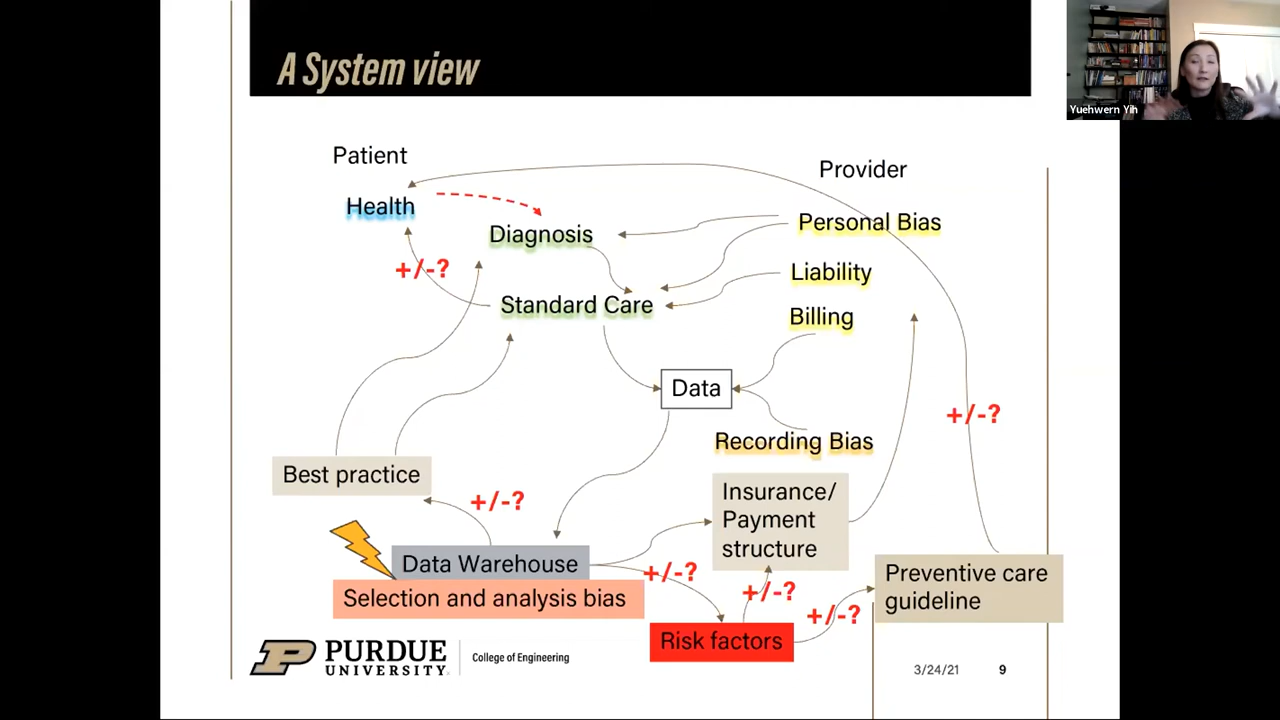 A System view
Yuehwern Yih
Patient
Provider
Health
Personal Bias
Diagnosis
+/-?
Liability
Standard Care
Billing
Data
+/-?
Recording Bias
Best practice
+/-?
Insurance/
Payment
structure
Data Warehouse
+/-?
Selection and analysis bias
+/-?
+/-?
Preventive care
guideline
Risk factors
PURDUE
UNIVERSITY
College of Engineering
3/24/21
9